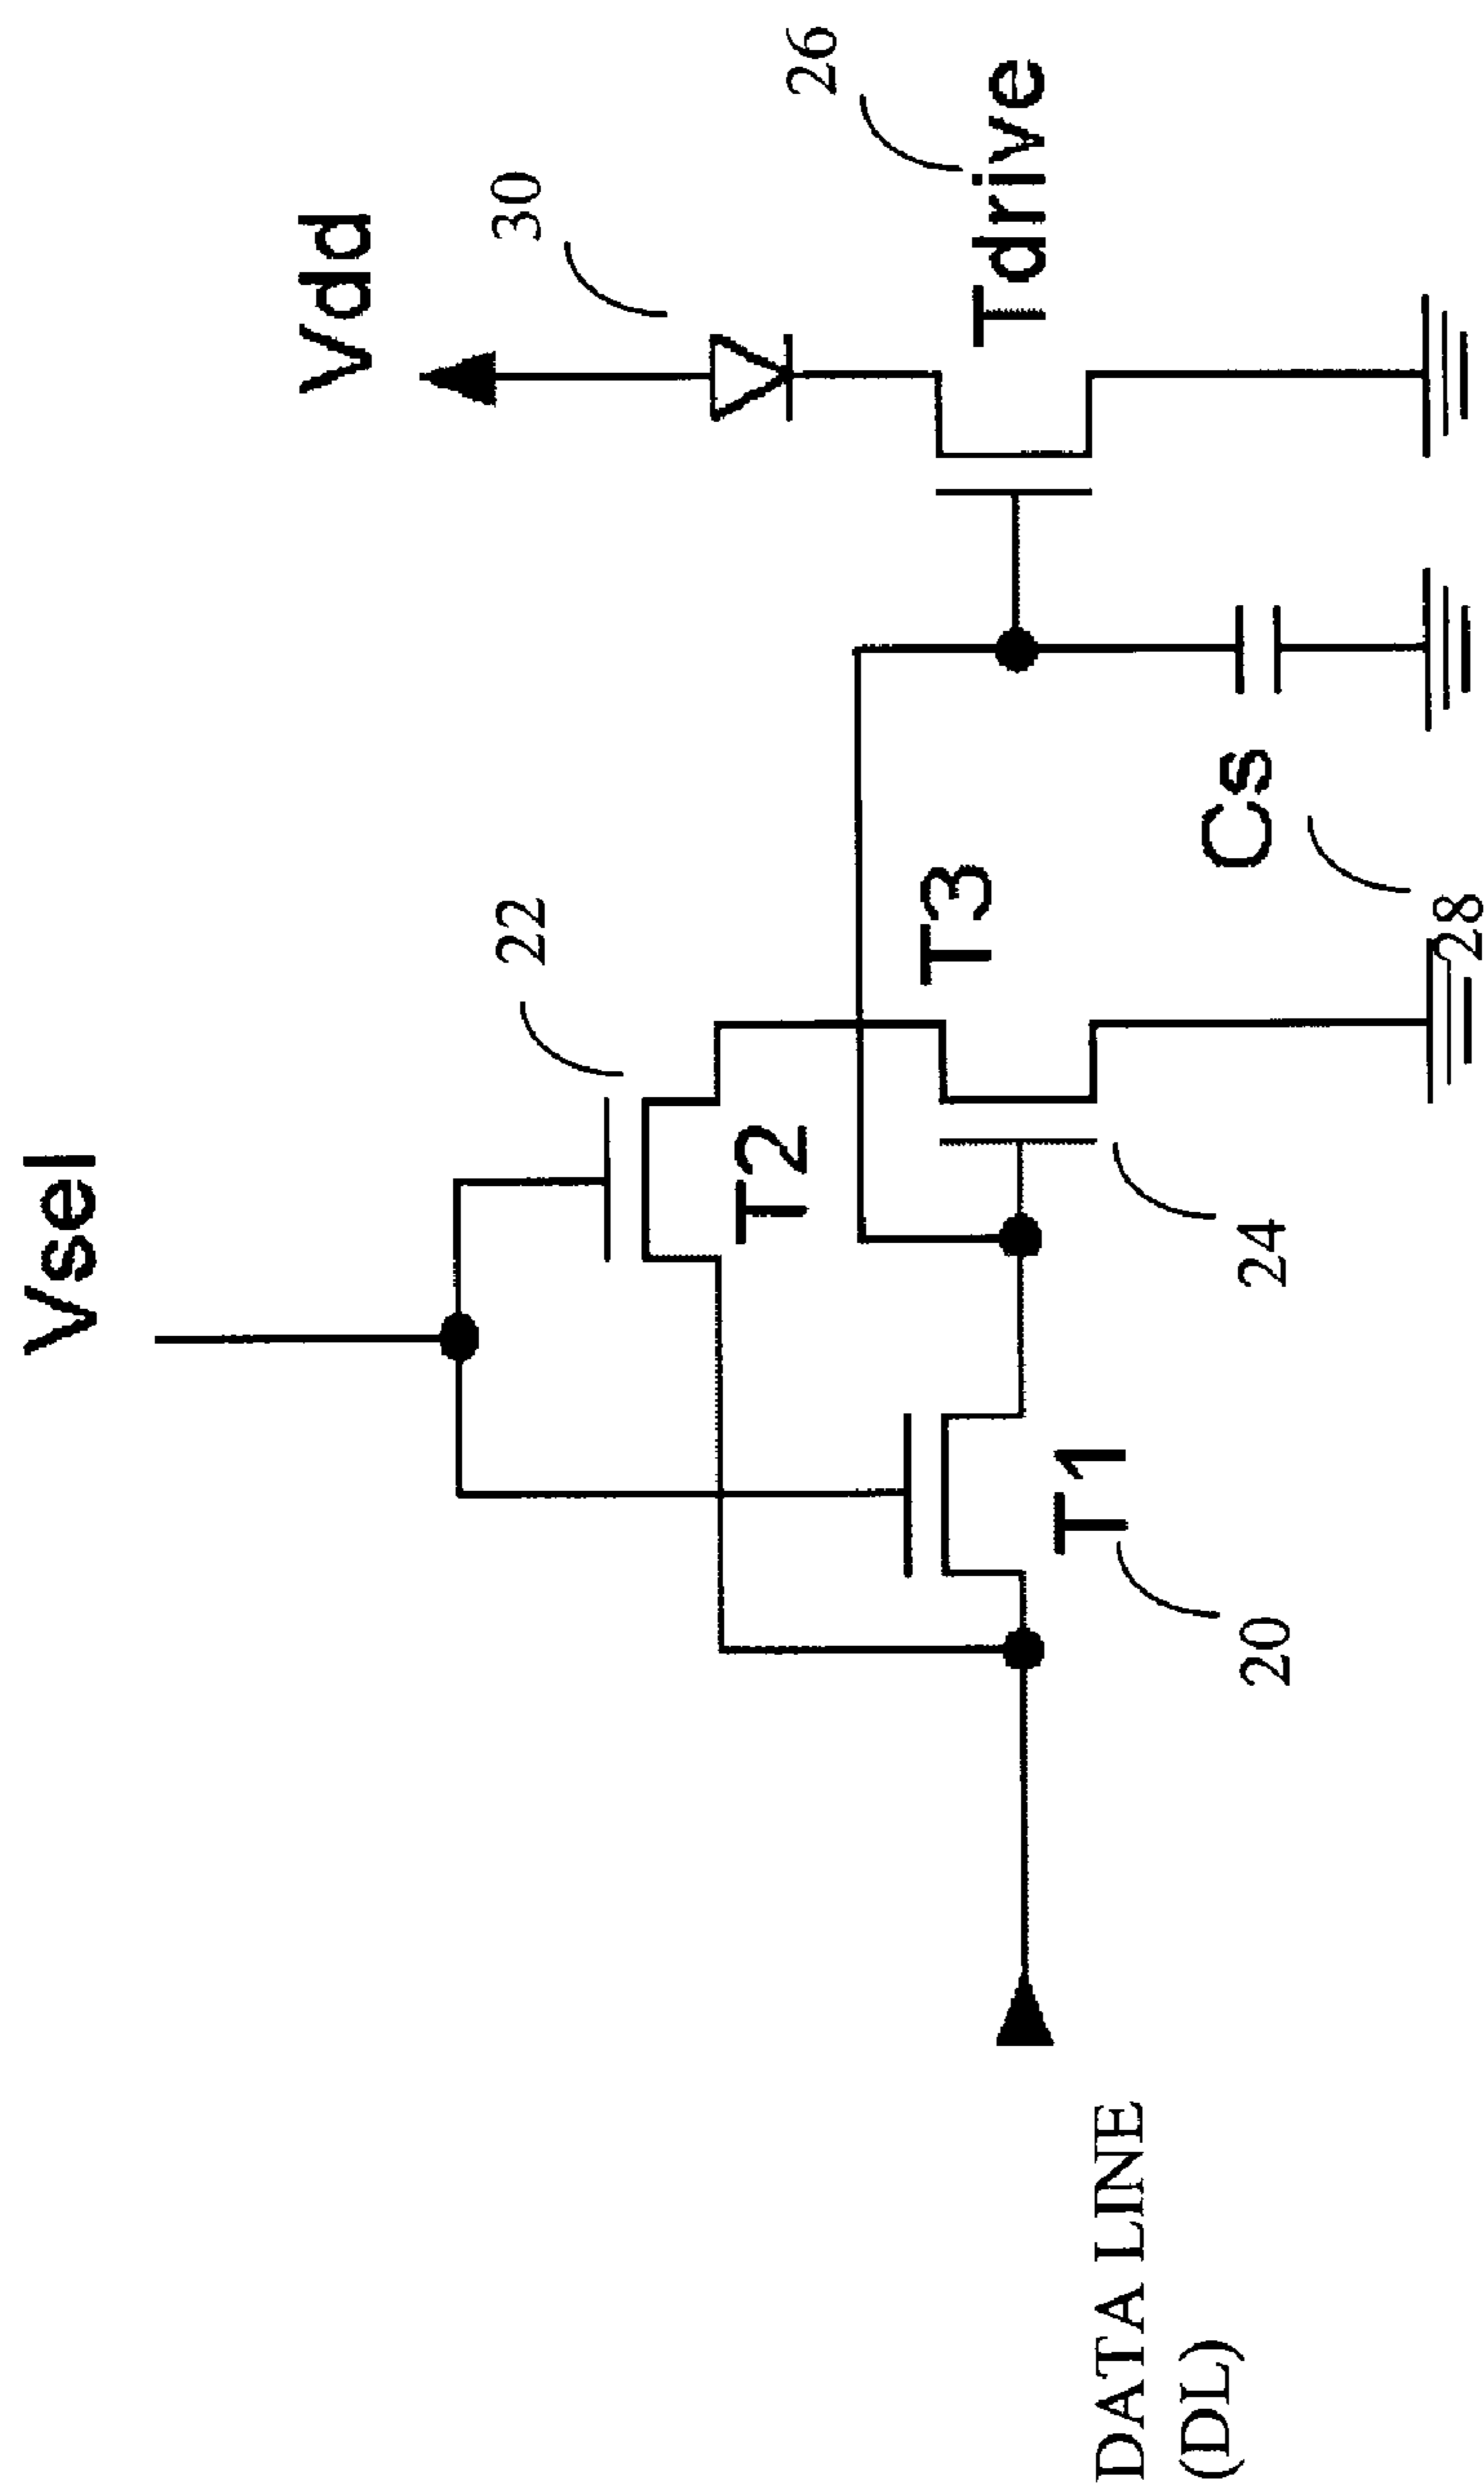 Vsel
Vdd
30
26
Tdrive
22
T2
T3
24
T1
20
Cs
28
DATA LINE
(DL)